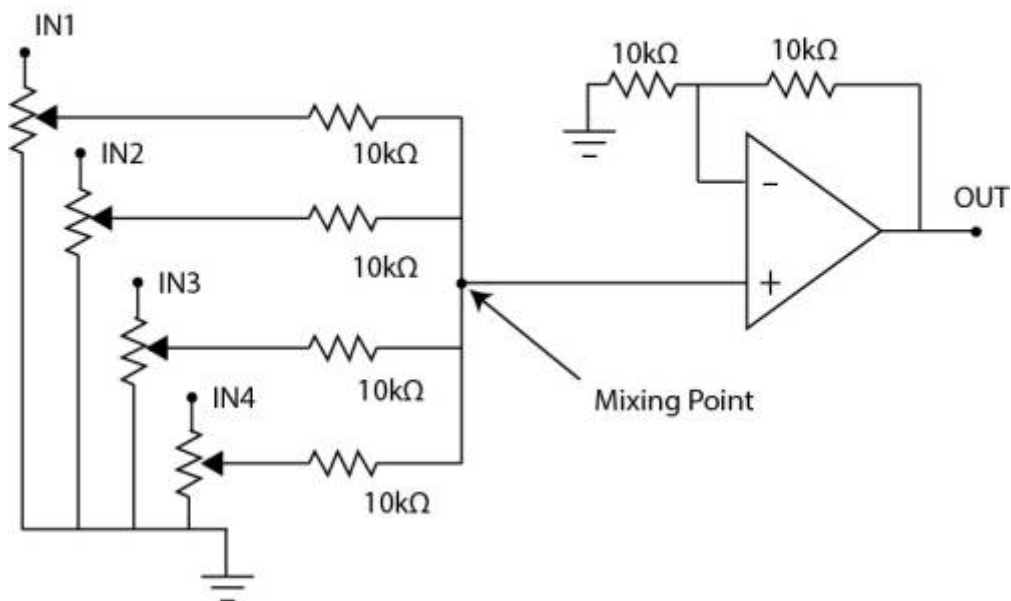 IN1
10kΩ
10kΩ
10kΩ
IN2
10kΩ
-
OUT
IN3
+
10kΩ
Mixing Point
IN4
10kΩ